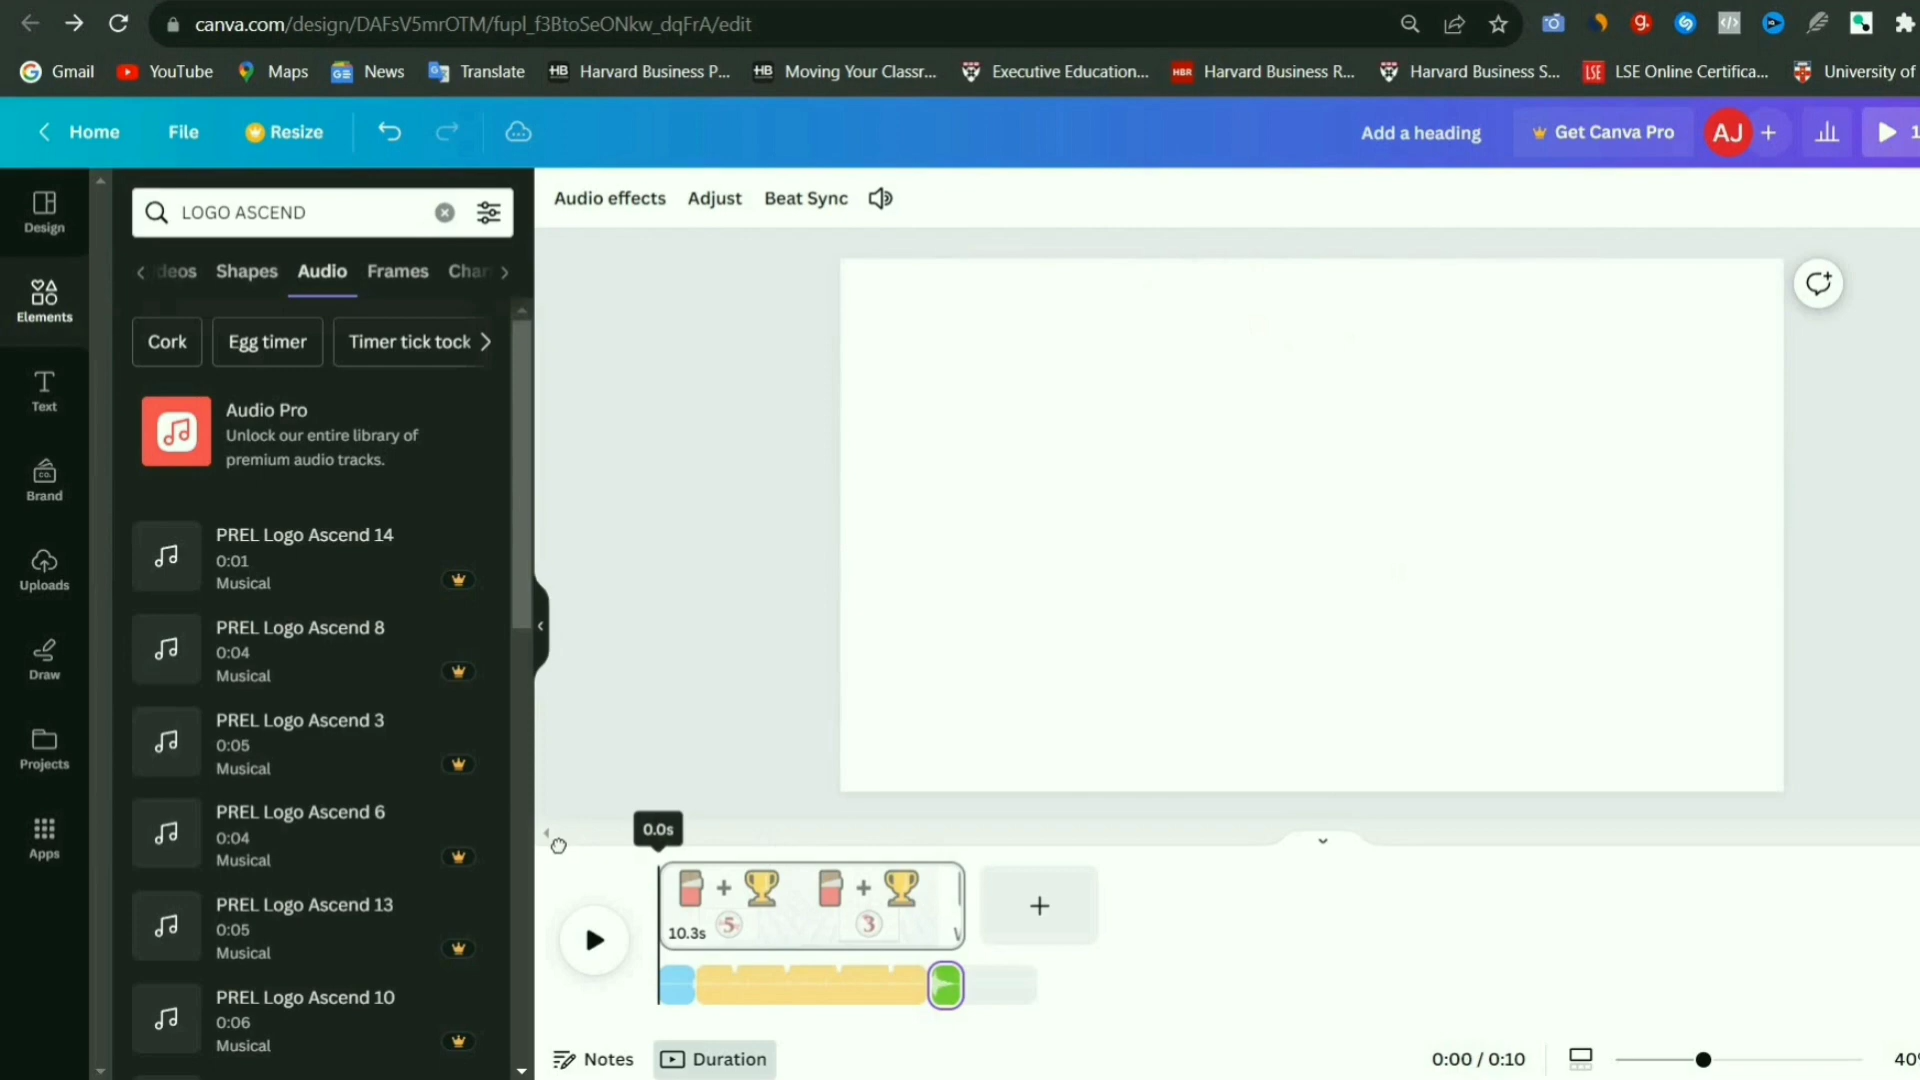 canva.com/design/DAFsV5mrOTM/fupl_f3BtoSeONkw_dqFrA/edit
Gmail
YouTube
Maps
News
Translate
Harvard Business P...
Moving Your Classr...
Executive Education...
Harvard Business R...
Harvard Business S...
LSE Online Certifica...
University of
Home
File
Resize
Add a heading
Get Canva Pro
AJ
+
1
Design
Elements
Text
Brand
Uploads
Draw
Projects
Apps
LOGO ASCEND
deos
Shapes
Audio
Frames
Char
Cork
Egg timer
Timer tick tock
Audio Pro
Unlock our entire library of
premium audio tracks.
PREL Logo Ascend 14
0:01
Musical
PREL Logo Ascend 8
0:04
Musical
PREL Logo Ascend 3
0:05
Musical
PREL Logo Ascend 6
0:04
Musical
PREL Logo Ascend 13
0:05
Musical
PREL Logo Ascend 10
0:06
Musical
Audio effects
Adjust
Beat Sync
0.0s
+
+
5
3
10.3s
+
Notes
Duration
0:00 / 0:10
40%